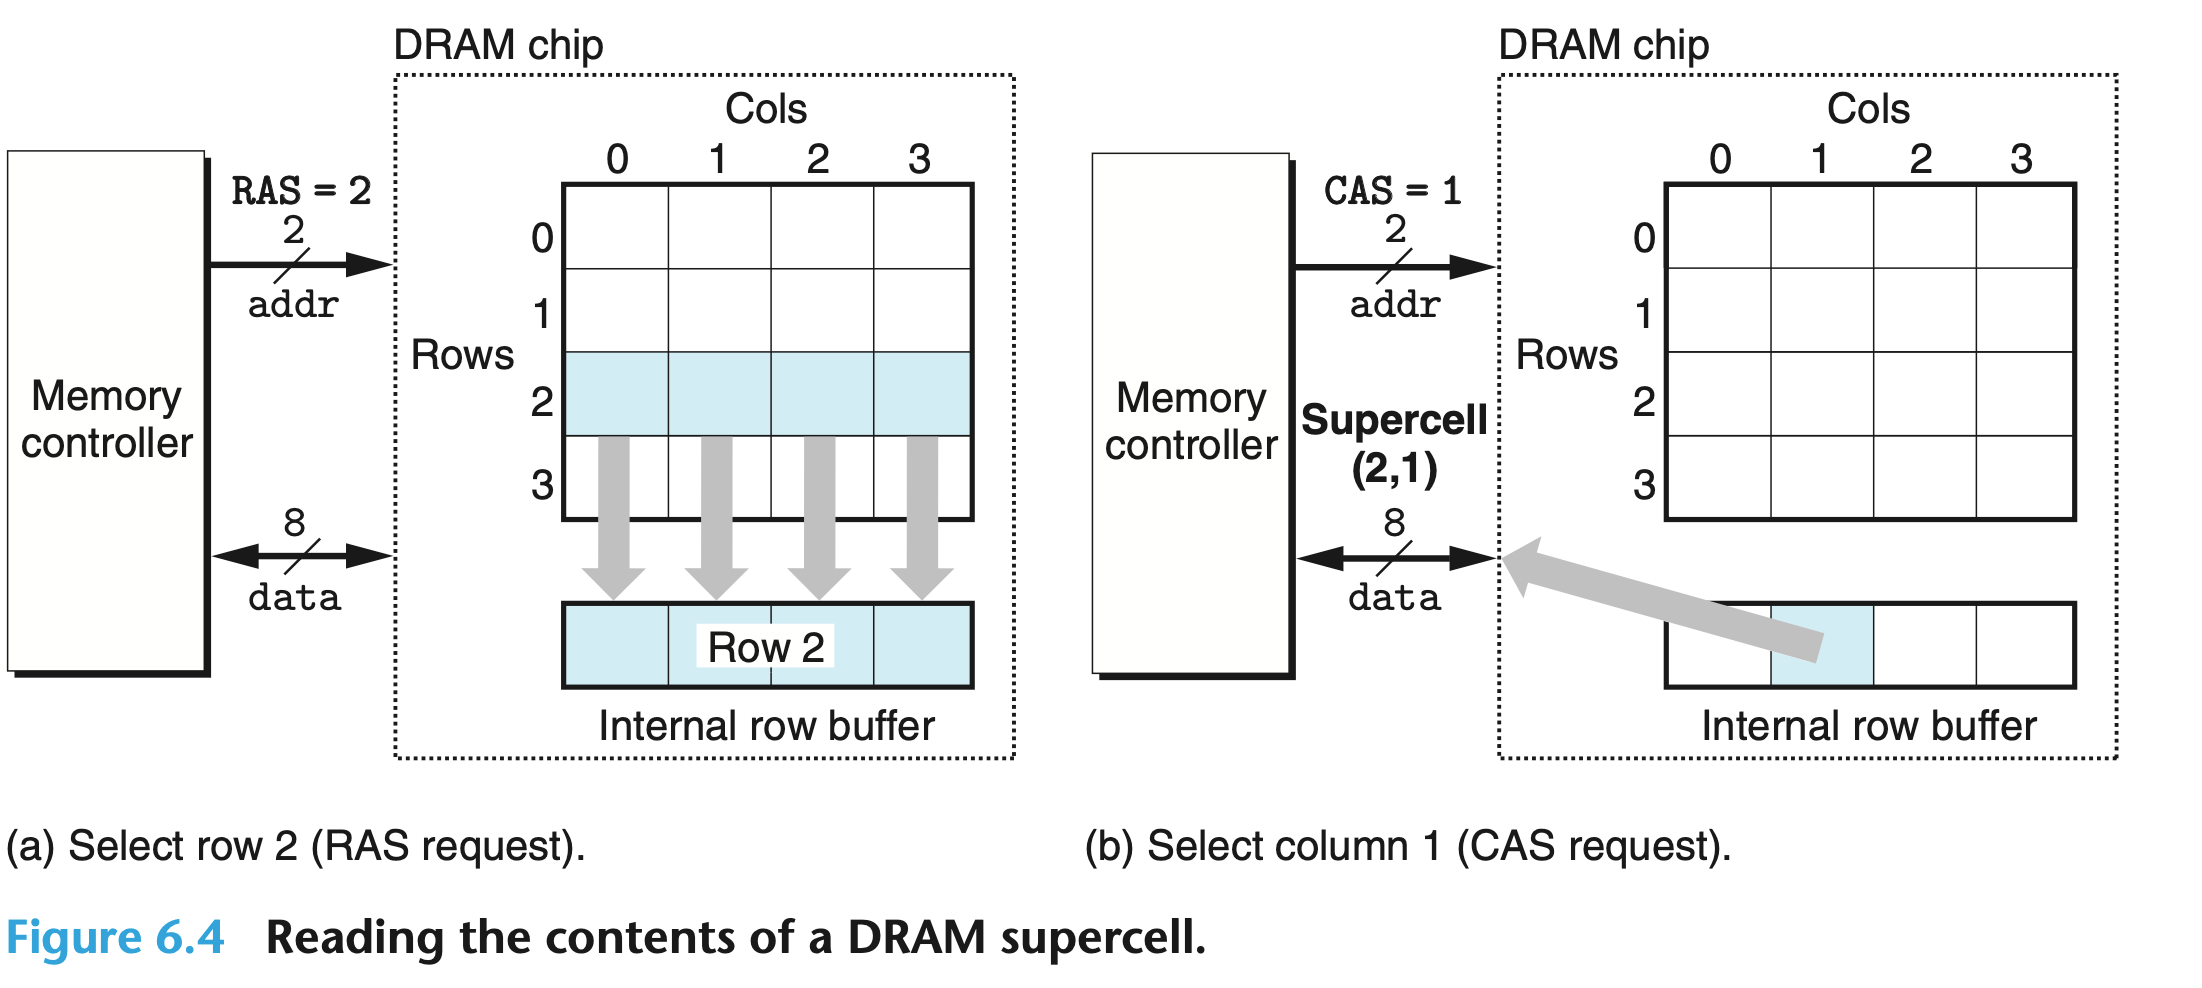 DRAM chip
Cols
0 1 2 3
RAS = 2
2
addr
Rows
0
1
2
3
Memory
controller
8
data
Row 2
Internal row buffer
(a) Select row 2 (RAS request).
DRAM chip
Cols
0 1 2 3
CAS = 1
2
addr
Rows
0
1
2
3
Memory
controller
Supercell
(2,1)
8
data
Internal row buffer
(b) Select column 1 (CAS request).
Figure 6.4 Reading the contents of a DRAM supercell.